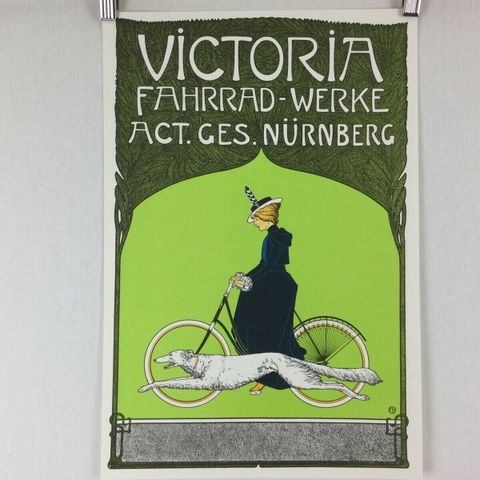 VICTORIA
FAHRRAD-WERKE
ACT. GES. NÜRNBERG